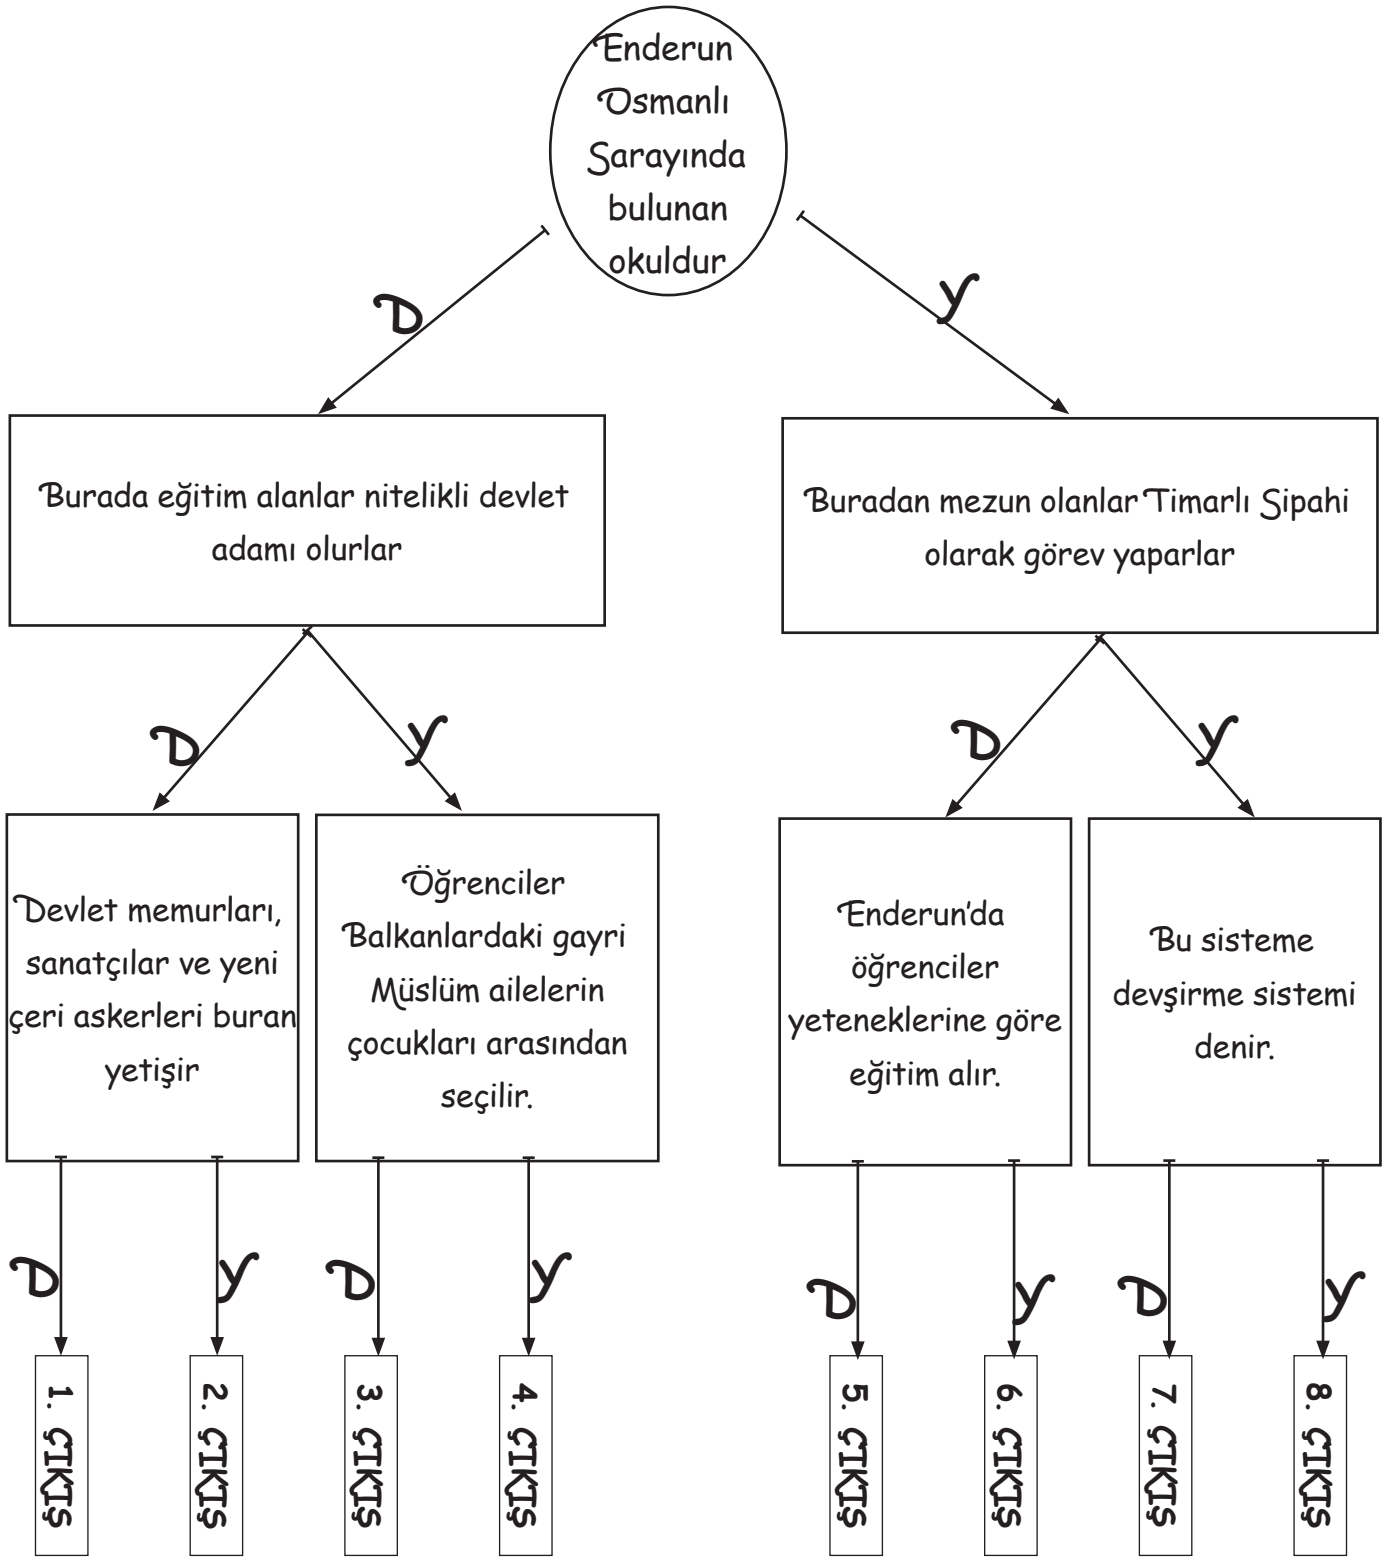 Enderun
Osmanlı
Sarayında
bulunan
okuldur
D
Y
Burada eğitim alanlar nitelikli devlet
adamı olurlar
Buradan mezun olanlar Timarlı Sipahi
olarak görev yaparlar
D
Y
D
Y
Devlet memurları,
sanatçılar ve yeni
çeri askerleri buran
yetişir
Öğrenciler
Balkanlardaki gayri
Müslüm ailelerin
çocukları arasından
seçilir.
Enderun'da
öğrenciler
yeteneklerine göre
eğitim alır.
Bu sisteme
devşirme sistemi
denir.
D
Y
D
Y
D
Y
D
Y
1. ÇIKIŞ
2. ÇIKIŞ
3. ÇIKIŞ
4. ÇIKIŞ
5. ÇIKIŞ
6. ÇIKIŞ
7. ÇIKIŞ
8. ÇIKIŞ